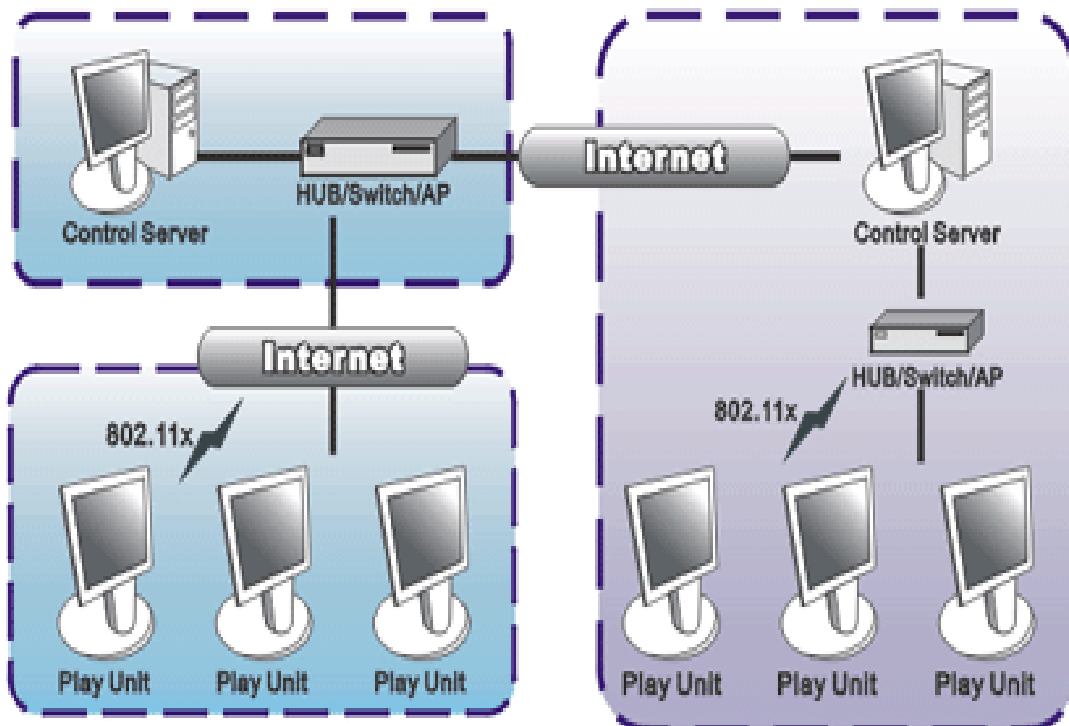 Control Server
HUB/Switch/AP
Internet
Control Server
HUB/Switch/AP
Internet
802.11x
802.11x
Play Unit
Play Unit
Play Unit
Play Unit
Play Unit
Play Unit